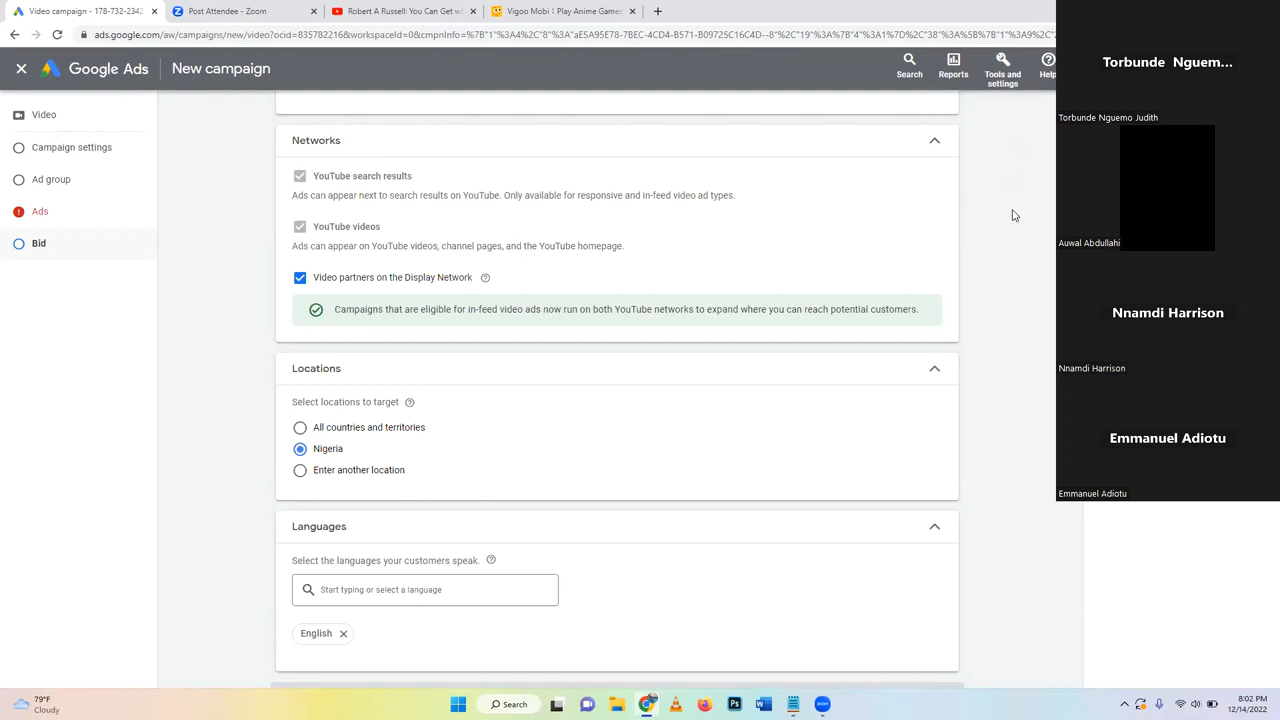 Video campaign - 178-732-2342
Post Attendee - Zoom
Robert A Russell: You Can Get wh
Vigoo Mobi：Play Anime Games
Google Ads
New campaign
Search
Reports
Tools and settings
Help
Video
Campaign settings
Ad group
Ads
Bid
Networks
YouTube search results
Ads can appear next to search results on YouTube. Only available for responsive and in-feed video ad types.
YouTube videos
Ads can appear on YouTube videos, channel pages, and the YouTube homepage.
Video partners on the Display Network
Campaigns that are eligible for in-feed video ads now run on both YouTube networks to expand where you can reach potential customers.
Locations
Select locations to target
All countries and territories
Nigeria
Enter another location
Languages
Select the languages your customers speak.
Start typing or select a language
English
Torbunde Nguem...
Torbunde Nguemo Judith
Auwal Abdullahi
Nnamdi Harrison
Nnamdi Harrison
Emmanuel Adiotu
Emmanuel Adiotu
79°F
Cloudy
Search
8:02 PM
12/14/2022